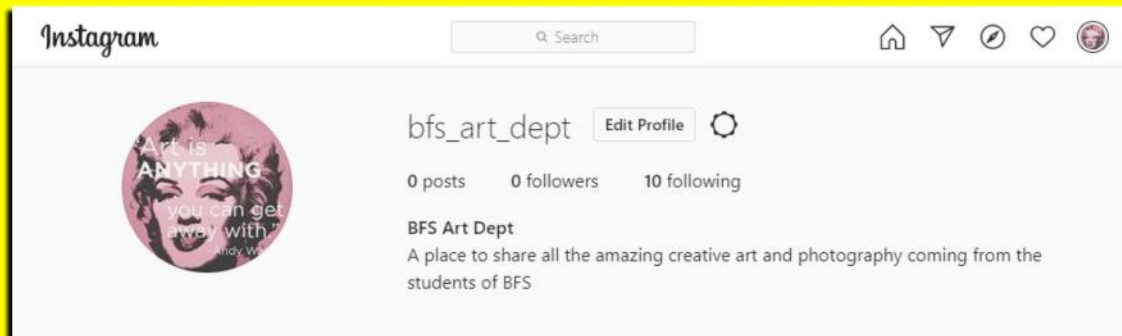 Instagram
Search
bfs_art_dept Edit Profile
0 posts 0 followers 10 following
"Art is
ANYTHING
you can get
away with."
-Andy
BFS Art Dept
A place to share all the amazing creative art and photography coming from the
students of BFS